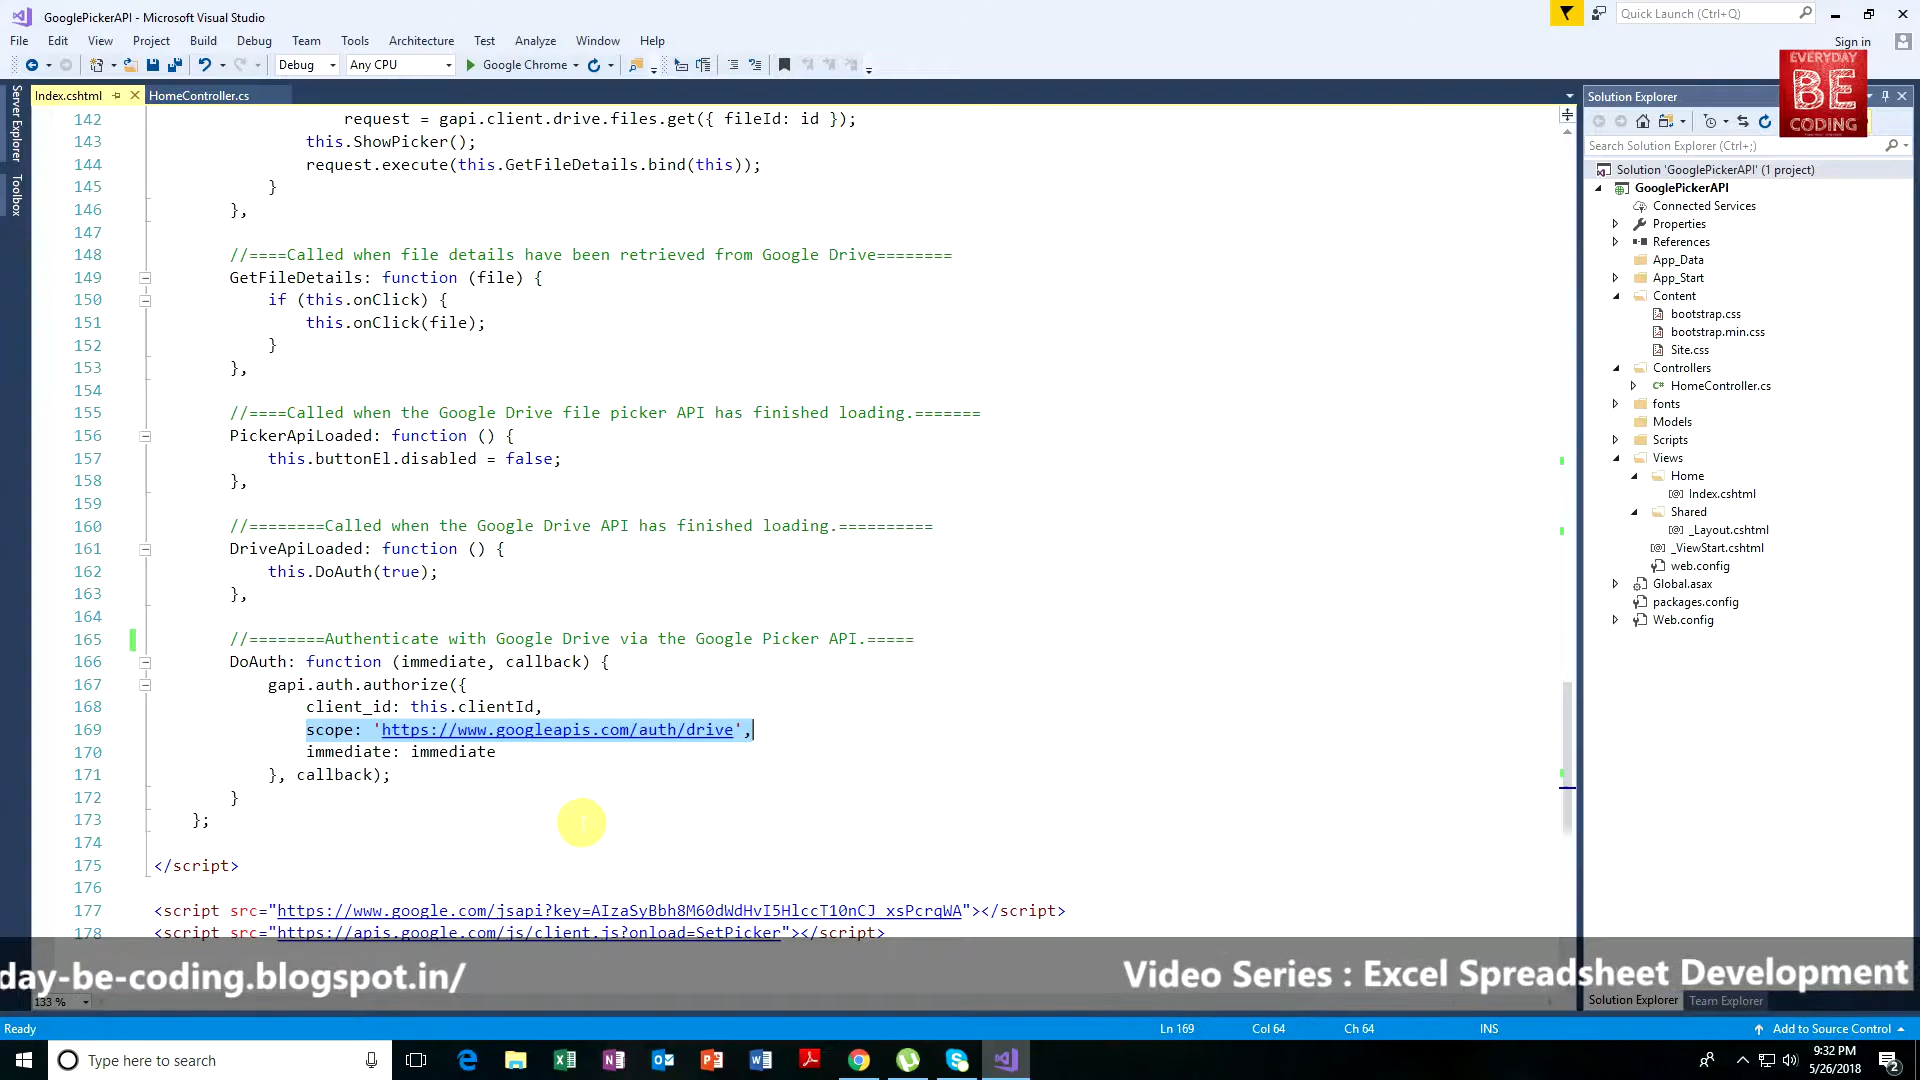 GooglePickerAPI - Microsoft Visual Studio
Quick Launch (Ctrl+Q)
File Edit View Project Build Debug Team Tools Architecture Test Analyze Window Help
Sign in
Debug Any CPU Google Chrome
EVERYDAY
BE
CODING
Server Explorer
Toolbox
Index.cshtml HomeController.cs
142 request = gapi.client.drive.files.get({ fileId: id });
143 this.ShowPicker();
144 request.execute(this.GetFileDetails.bind(this));
145 }
146 },
147
148 //====Called when file details have been retrieved from Google Drive========
149 GetFileDetails: function (file) {
150 if (this.onClick) {
151 this.onClick(file);
152 }
153 },
154
155 //====Called when the Google Drive file picker API has finished loading.=======
156 PickerApiLoaded: function () {
157 this.buttonEl.disabled = false;
158 },
159
160 //========Called when the Google Drive API has finished loading.==========
161 DriveApiLoaded: function () {
162 this.DoAuth(true);
163 },
164
165 //========Authenticate with Google Drive via the Google Picker API.=====
166 DoAuth: function (immediate, callback) {
167 gapi.auth.authorize({
168 client_id: this.clientId,
169 scope: 'https://www.googleapis.com/auth/drive',
170 immediate: immediate
171 }, callback);
172 }
173 };
174
175 </script>
176
177 <script src="https://www.google.com/jsapi?key=AIzaSyBbh8M60dWdHvI5HlccT10nCJ_xsPcrqWA"></script>
178 <script src="https://apis.google.com/js/client.js?onload=SetPicker"></script>
Solution Explorer
Search Solution Explorer (Ctrl+;)
Solution 'GooglePickerAPI' (1 project)
GooglePickerAPI
Connected Services
Properties
References
App_Data
App_Start
Content
bootstrap.css
bootstrap.min.css
Site.css
Controllers
HomeController.cs
fonts
Models
Scripts
Views
Home
Index.cshtml
Shared
_Layout.cshtml
_ViewStart.cshtml
web.config
Global.asax
packages.config
Web.config
day-be-coding.blogspot.in/
Video Series : Excel Spreadsheet Development
133 %
Solution Explorer Team Explorer
Ready Ln 169 Col 64 Ch 64 INS Add to Source Control
Type here to search
9:32 PM
5/26/2018
2